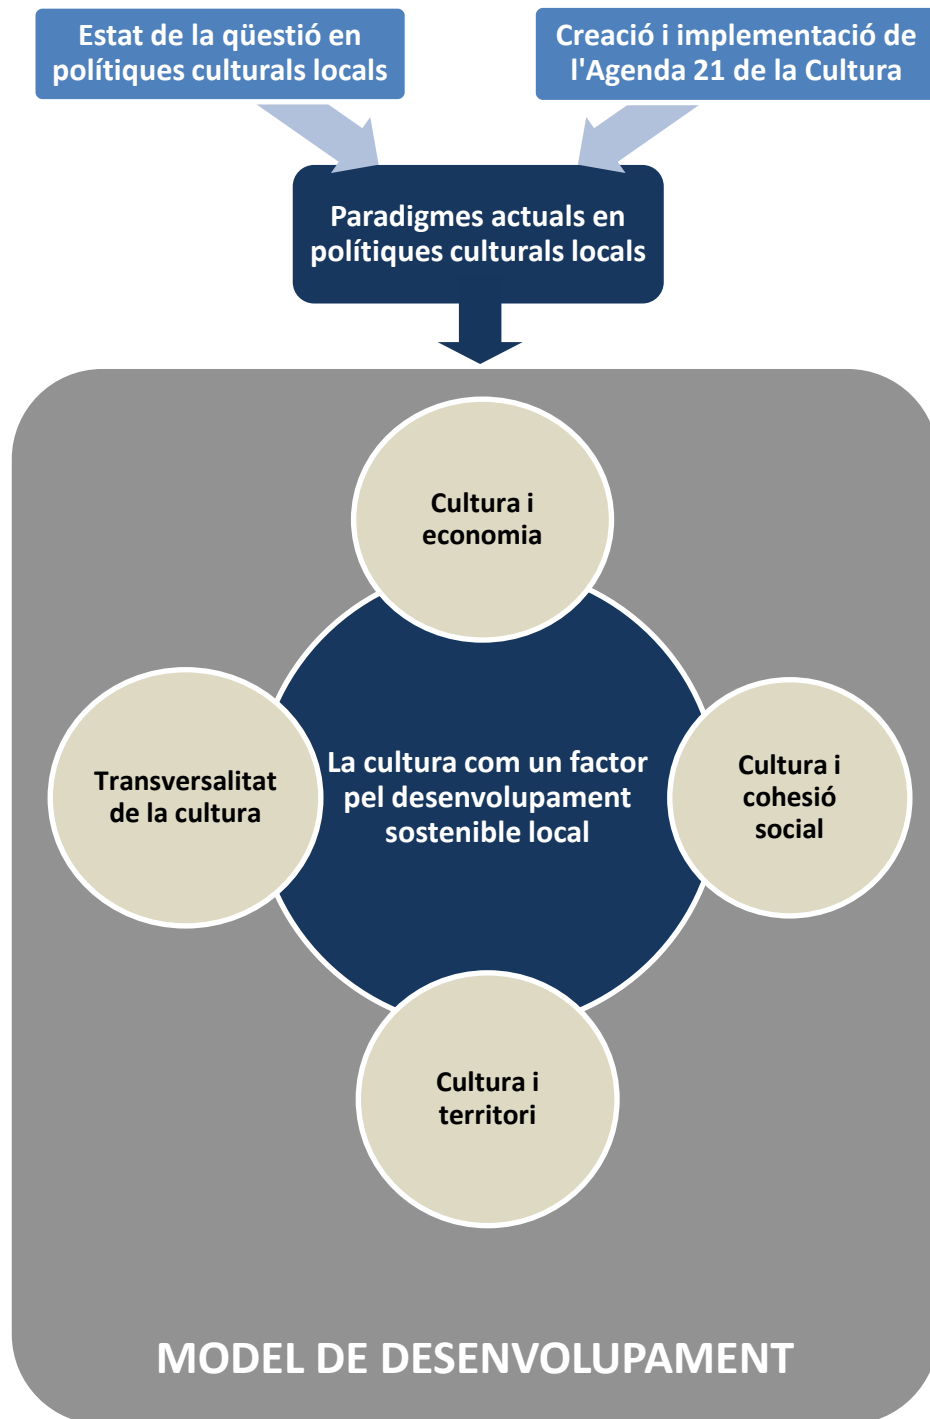 Estat de la qüestió en
polítiques culturals locals
Creació i implementació de
l'Agenda 21 de la Cultura
Paradigmes actuals en
polítiques culturals locals
Cultura i
economia
Transversalitat
de la cultura
La cultura com un factor
pel desenvolupament
sostenible local
Cultura i
cohesió
social
Cultura i
territori
MODEL DE DESENVOLUPAMENT